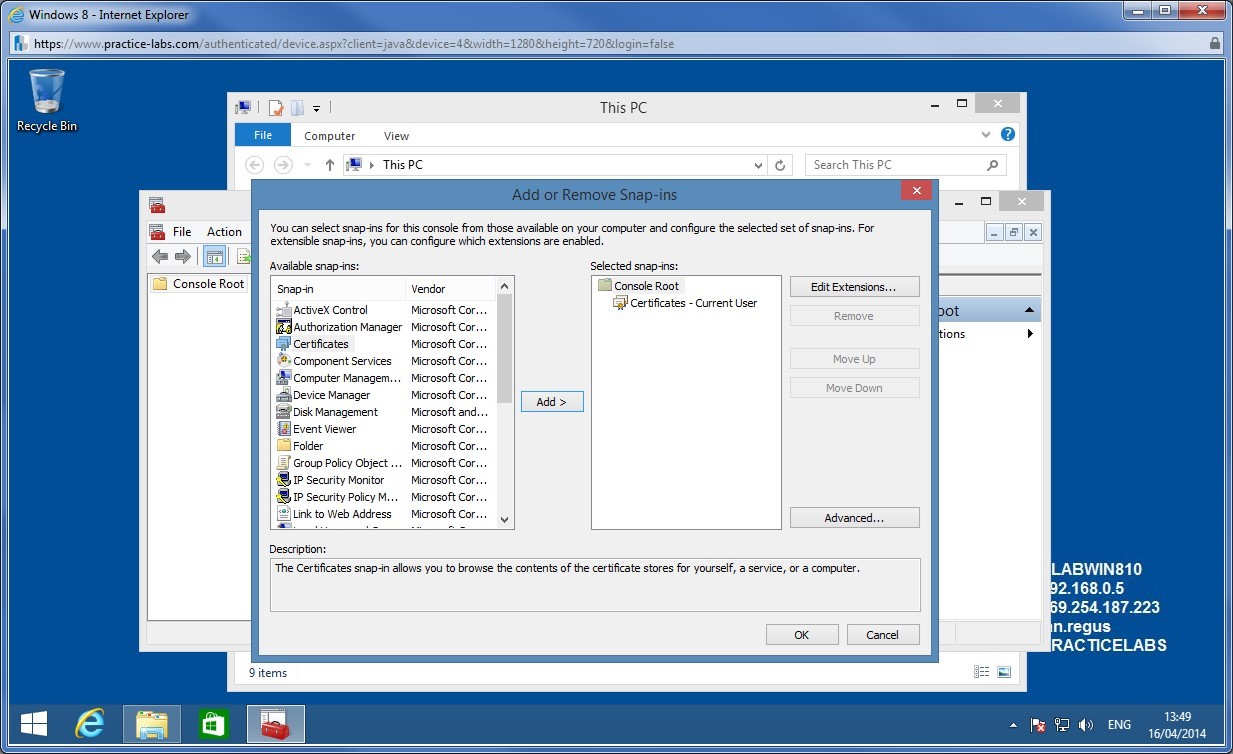 Windows 8 - Internet Explorer
https://www.practice-labs.com/authenticated/device.aspx?client=java&device=4&width=1280&height=720&login=false
Recycle Bin
This PC
File Computer View
This PC
Search This PC
Add or Remove Snap-ins
File Action
Console Root
You can select snap-ins for this console from those available on your computer and configure the selected set of snap-ins. For
extensible snap-ins, you can configure which extensions are enabled.
Available snap-ins:
Selected snap-ins:
Snap-in Vendor
ActiveX Control Microsoft Cor...
Authorization Manager Microsoft Cor...
Certificates Microsoft Cor...
Component Services Microsoft Cor...
Computer Managem... Microsoft Cor...
Device Manager Microsoft Cor...
Disk Management Microsoft and...
Event Viewer Microsoft Cor...
Folder Microsoft Cor...
Group Policy Object ... Microsoft Cor...
IP Security Monitor Microsoft Cor...
IP Security Policy M... Microsoft Cor...
Link to Web Address Microsoft Cor...
Add >
Console Root
Certificates - Current User
Edit Extensions...
Remove
Move Up
Move Down
Advanced...
oot
tions
Description:
The Certificates snap-in allows you to browse the contents of the certificate stores for yourself, a service, or a computer.
OK Cancel
LABWIN810
92.168.0.5
69.254.187.223
n.regus
RACTICELABS
9 items
ENG
13:49
16/04/2014